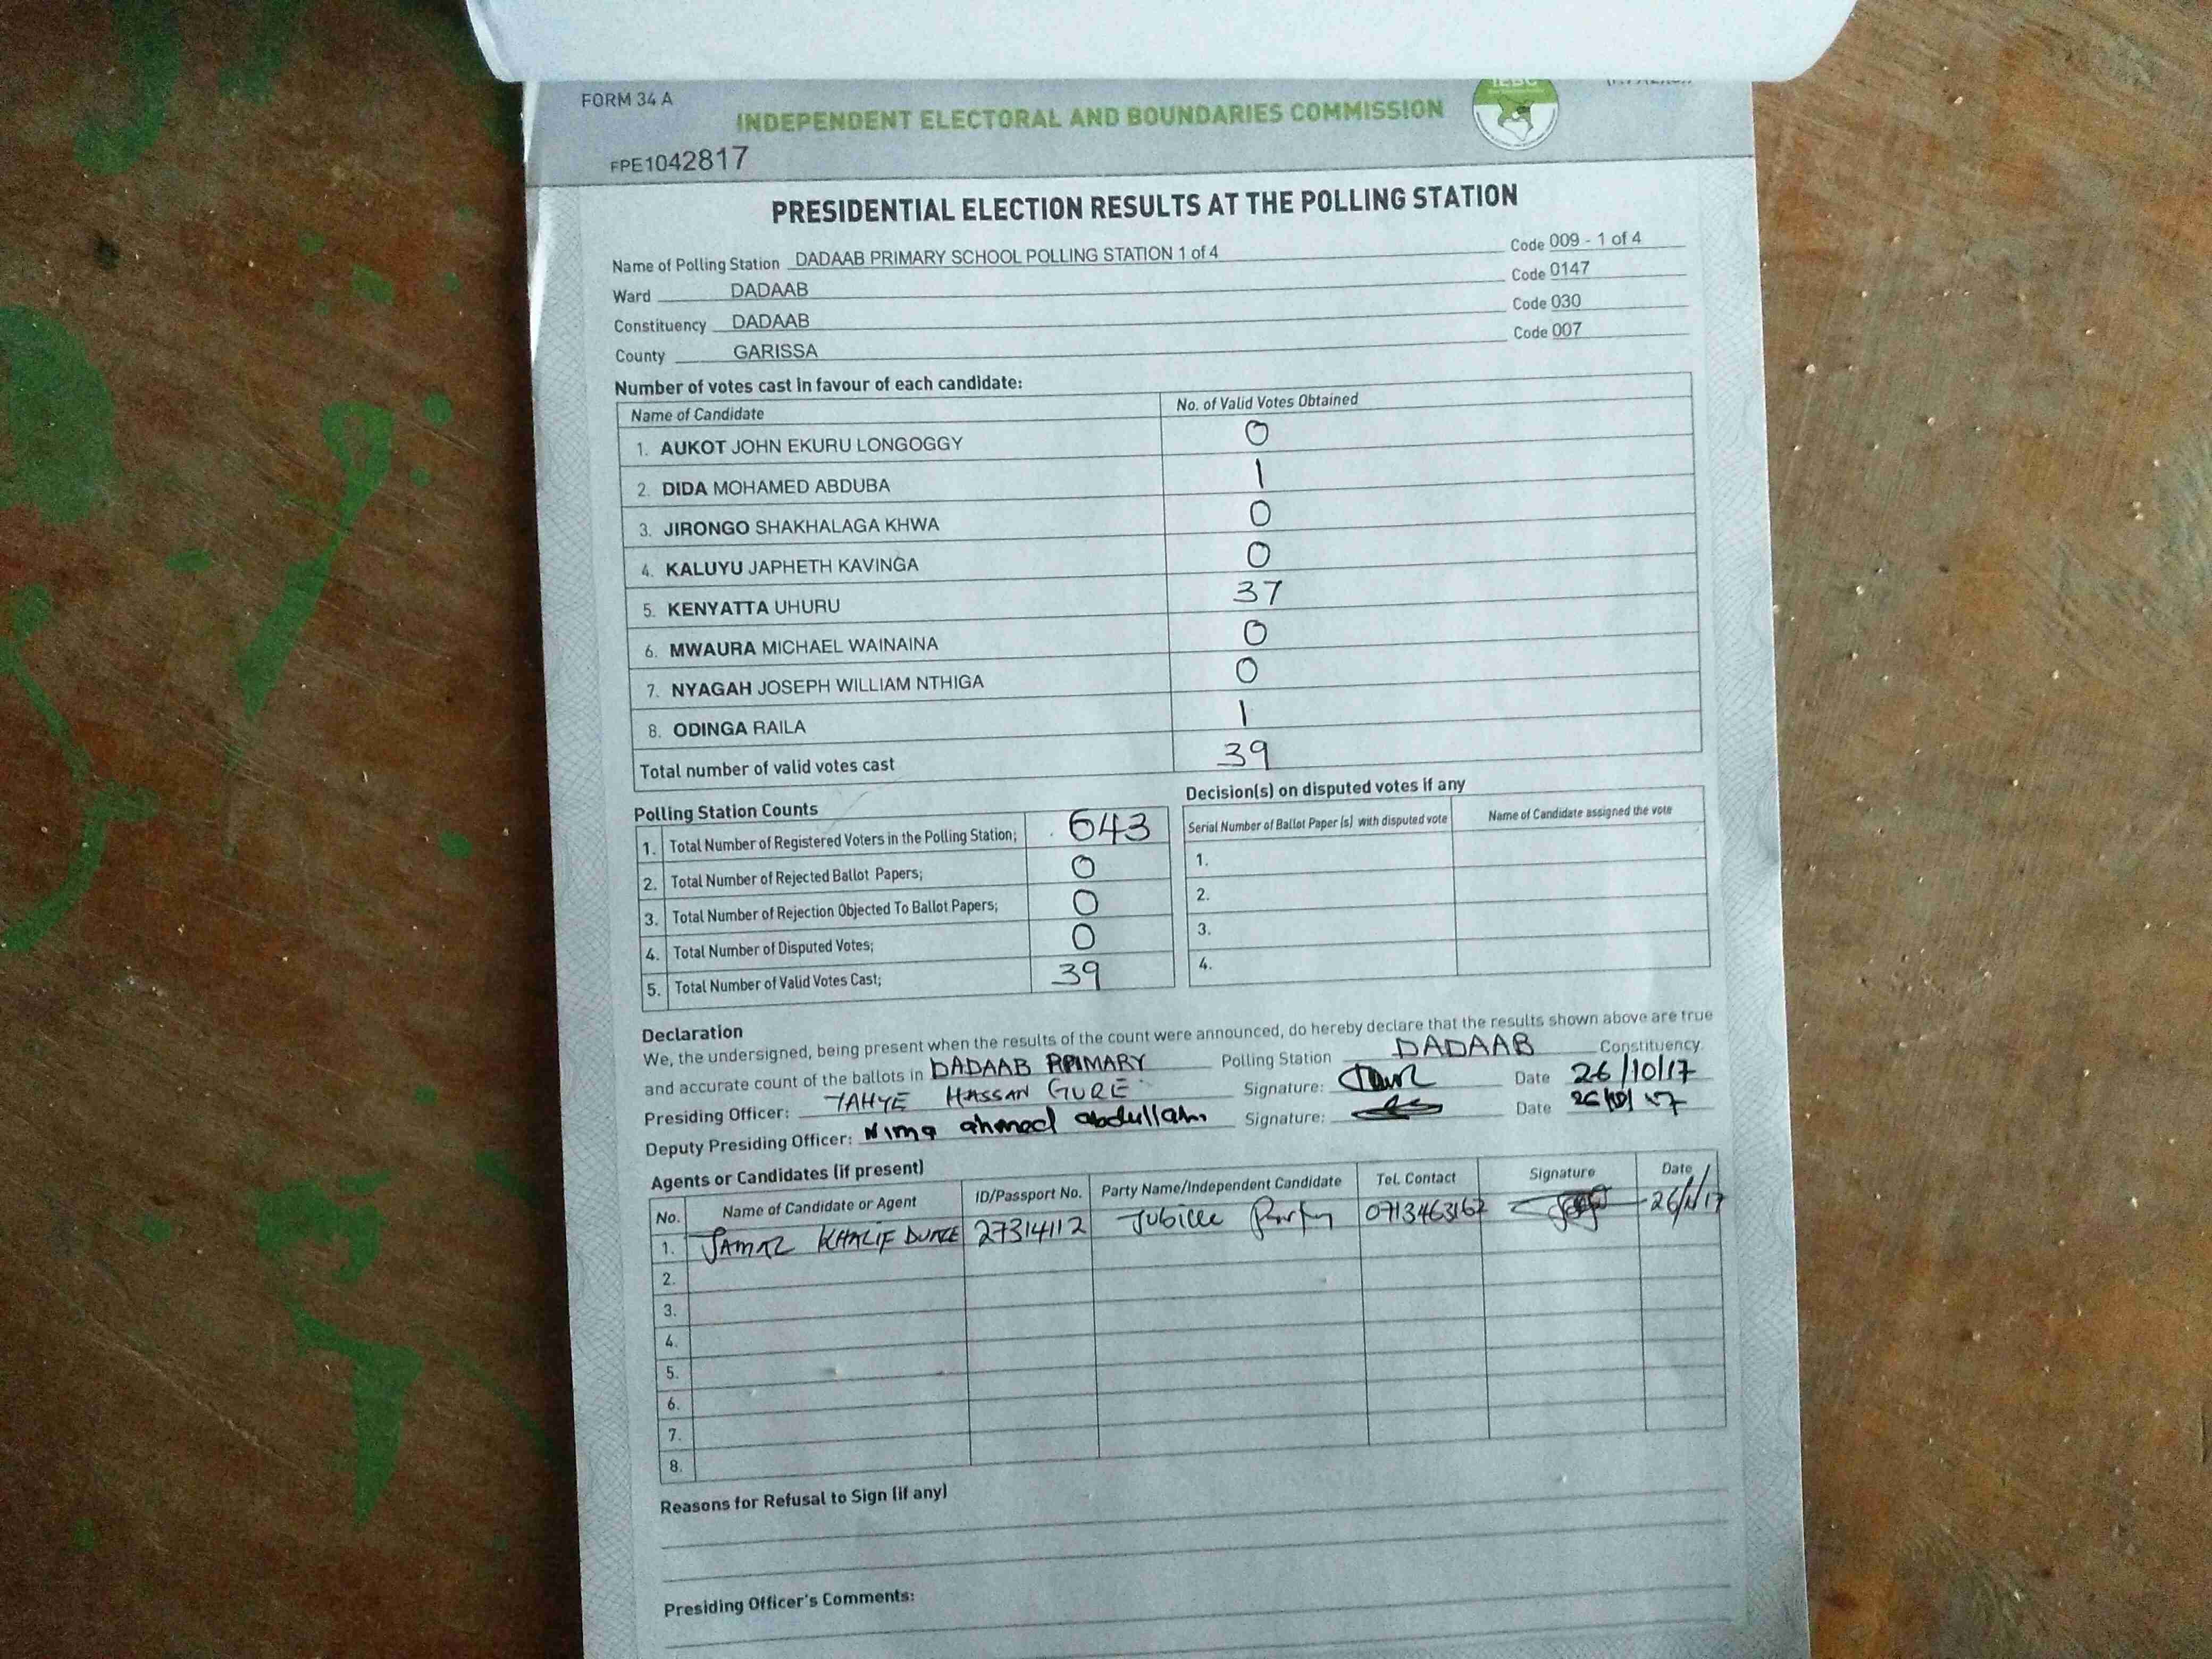 FORM 34 A
INDEPENDENT ELECTORAL AND BOUNDARIES COMMISSION
IEBC
FPE1042817
PRESIDENTIAL ELECTION RESULTS AT THE POLLING STATION
Name of Polling Station DADAAB PRIMARY SCHOOL POLLING STATION 1 of 4 Code 009 - 1 of 4
Ward DADAAB Code 0147
Constituency DADAAB Code 030
County GARISSA Code 007
Number of votes cast in favour of each candidate:
Name of Candidate No. of Valid Votes Obtained
1. AUKOT JOHN EKURU LONGOGGY 0
2. DIDA MOHAMED ABDUBA 1
3. JIRONGO SHAKHALAGA KHWA 0
4. KALUYU JAPHETH KAVINGA 0
5. KENYATTA UHURU 37
6. MWAURA MICHAEL WAINAINA 0
7. NYAGAH JOSEPH WILLIAM NTHIGA 0
8. ODINGA RAILA 1
Total number of valid votes cast 39
Polling Station Counts
1. Total Number of Registered Voters in the Polling Station; 643
2. Total Number of Rejected Ballot Papers; 0
3. Total Number of Rejection Objected To Ballot Papers; 0
4. Total Number of Disputed Votes; 0
5. Total Number of Valid Votes Cast; 39
Decision(s) on disputed votes if any
Serial Number of Ballot Paper (s) with disputed vote Name of Candidate assigned the vote
1.
2.
3.
4.
Declaration
We, the undersigned, being present when the results of the count were announced, do hereby declare that the results shown above are true
and accurate count of the ballots in DADAAB PRIMARY Polling Station DADAAB Constituency.
Presiding Officer: YAHYE HASSAN GURE Signature: Date 26/10/17
Deputy Presiding Officer: Nima ahmed abdullahi Signature: Date 26/10/17
Agents or Candidates (if present)
No. Name of Candidate or Agent ID/Passport No. Party Name/Independent Candidate Tel. Contact Signature Date
1. KHALIF 27314112 Jubilee Party 0713463162
2.
3.
4.
5.
6.
7.
8.
Reasons for Refusal to Sign (if any)
Presiding Officer's Comments: